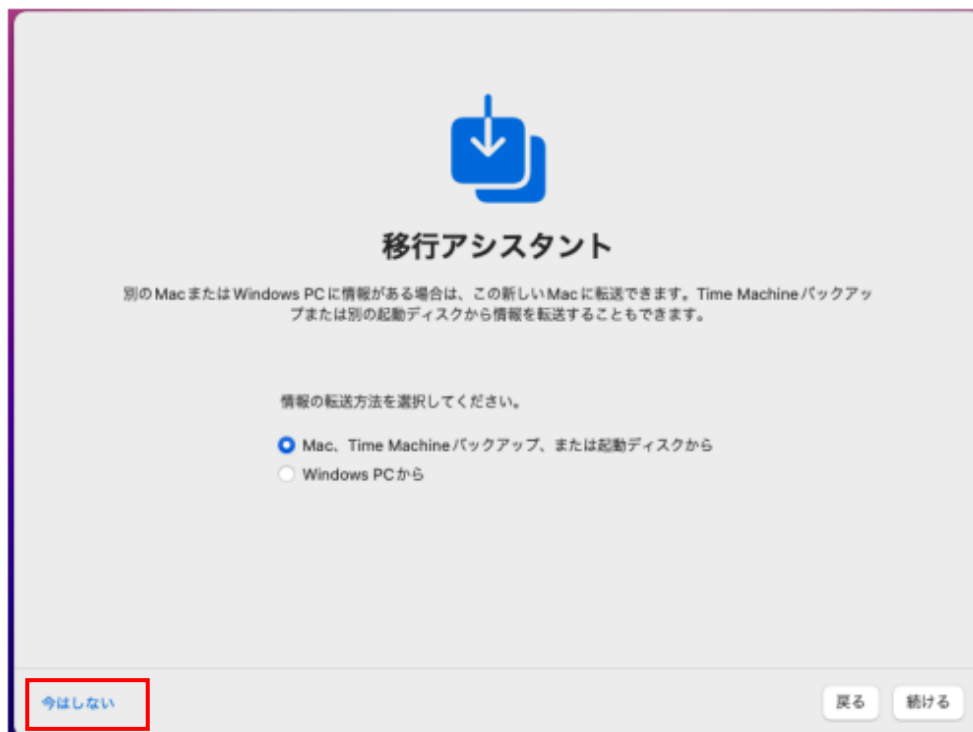 移行アシスタント
別のMacまたはWindows PCに情報がある場合は、この新しいMacに転送できます。Time Machineバックアッ
プまたは別の起動ディスクから情報を転送することもできます。
情報の転送方法を選択してください。
Mac、Time Machineバックアップ、または起動ディスクから
Windows PCから
今はしない
戻る
続ける